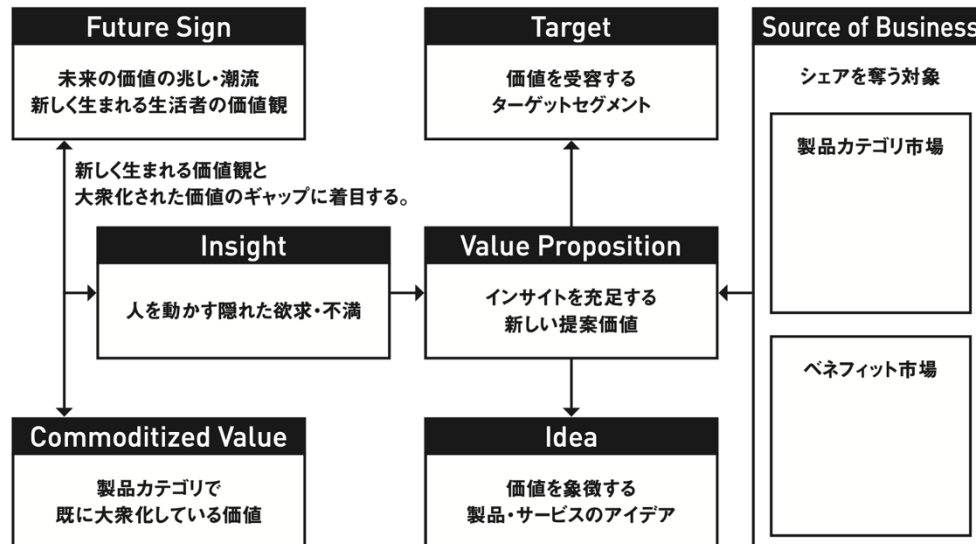 Future Sign
未来の価値の兆し・潮流
新しく生まれる生活者の価値観
新しく生まれる価値観と
大衆化された価値のギャップに着目する。
Insight
人を動かす隠れた欲求・不満
Commoditized Value
製品カテゴリで
既に大衆化している価値
Target
価値を受容する
ターゲットセグメント
Value Proposition
インサイトを充足する
新しい提案価値
Idea
価値を象徴する
製品・サービスのアイデア
Source of Business
シェアを奪う対象
製品カテゴリ市場
ベネフィット市場